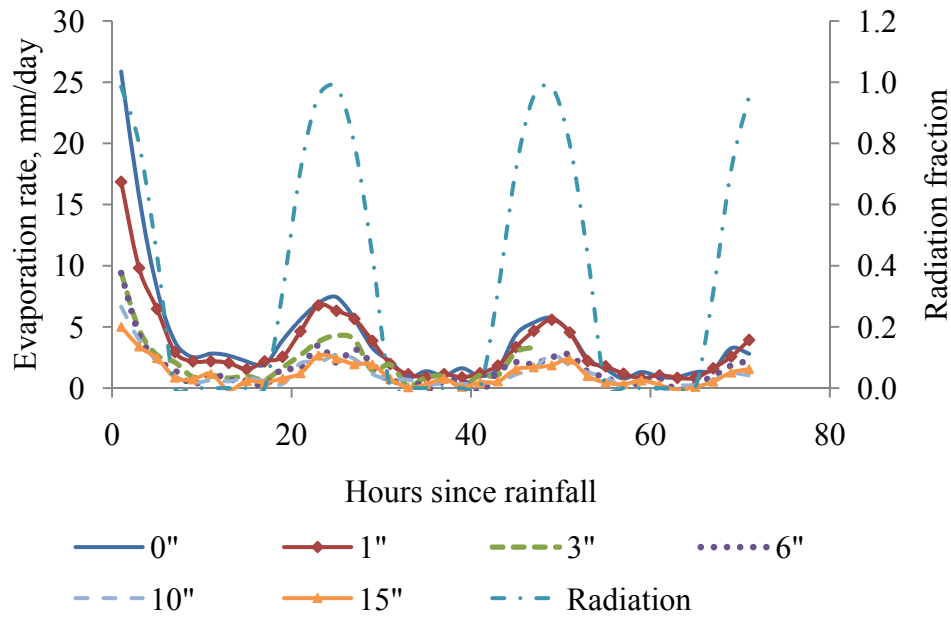 30 1.2
25 1.0
20 0.8
15 0.6
10 0.4
5 0.2
0 0.0
Evaporation rate, mm/day
Radiation fraction
0 20 40 60 80
Hours since rainfall
0" 1" 3" 6"
10" 15" Radiation